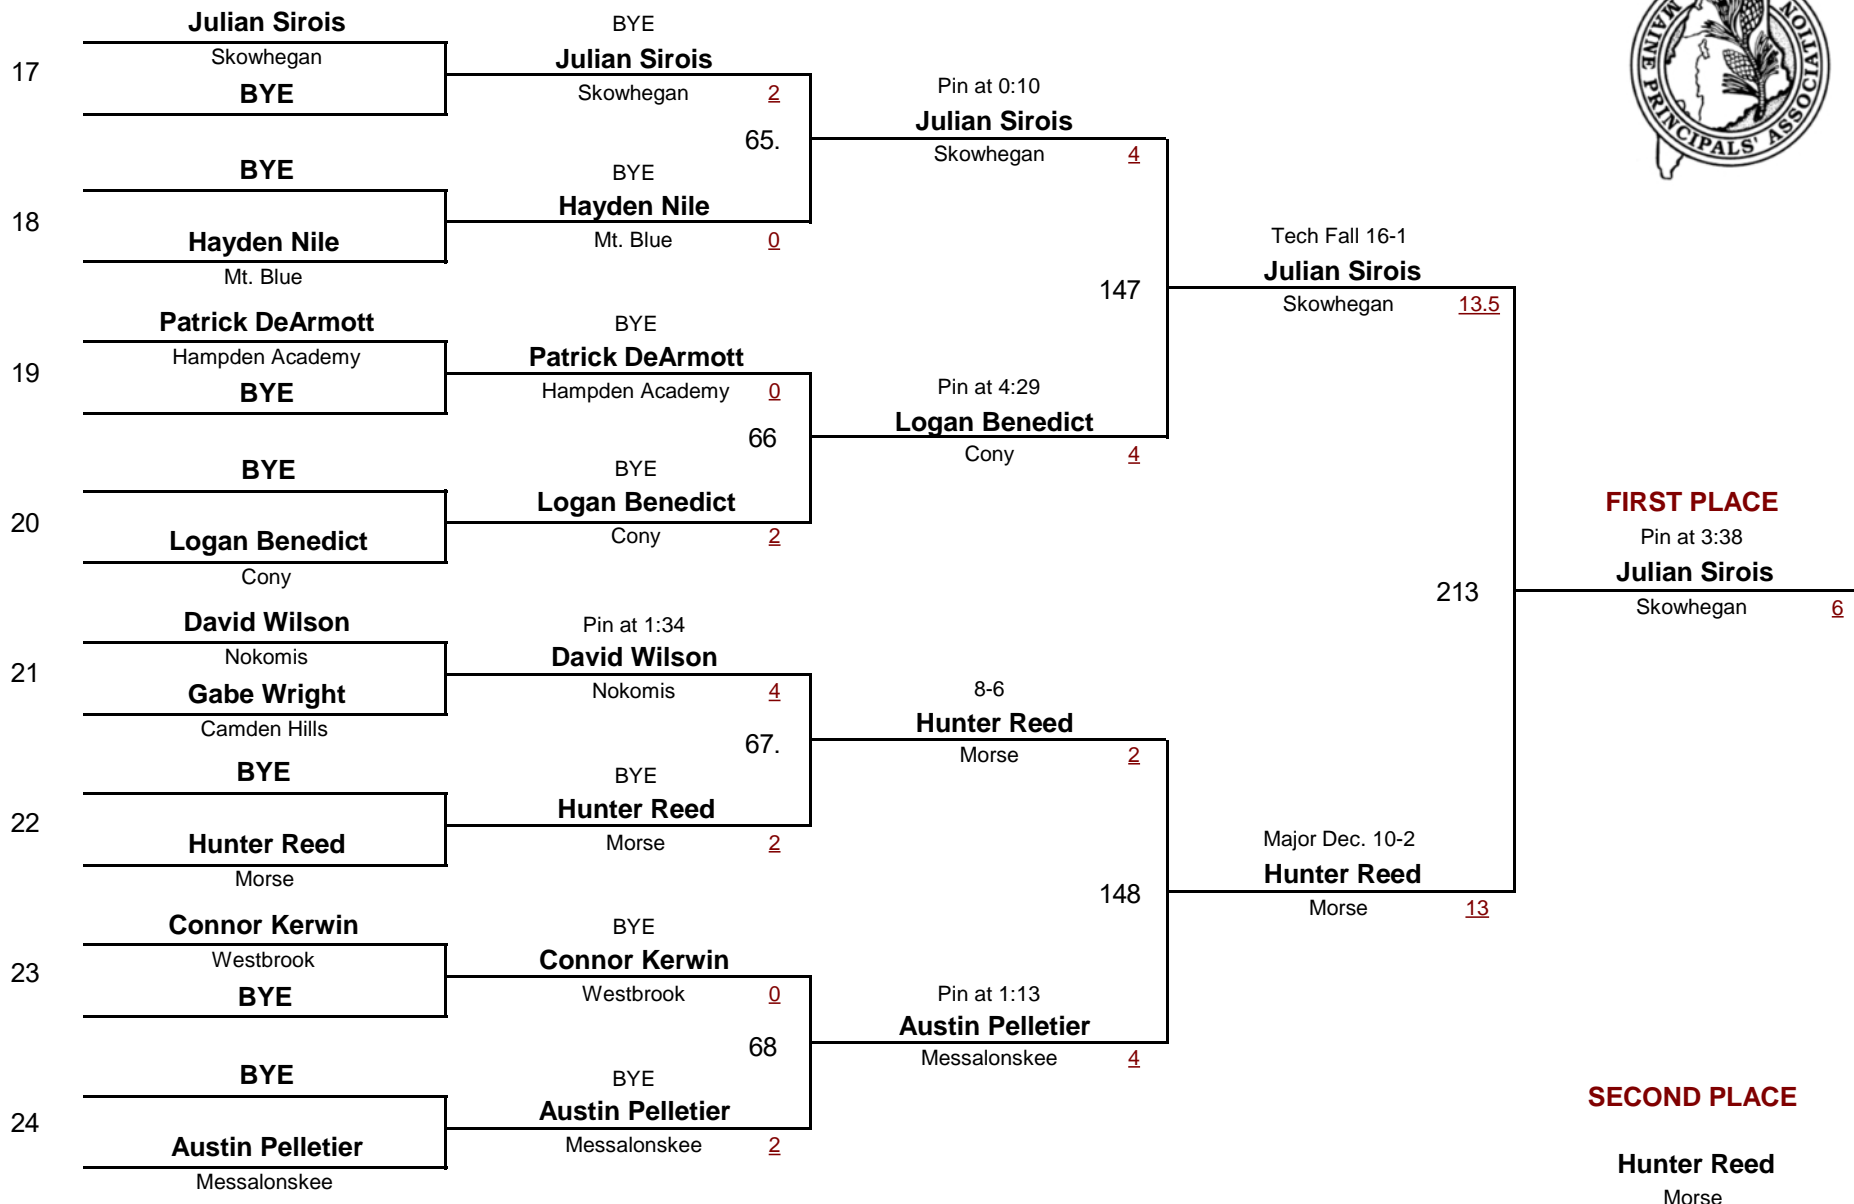 Julian Sirois
Skowhegan
17
BYE
BYE
18
Hayden Nile
Mt. Blue
Patrick DeArmott
Hampden Academy
19
BYE
BYE
20
Logan Benedict
Cony
David Wilson
Nokomis
21
Gabe Wright
Camden Hills
BYE
22
Hunter Reed
Morse
Connor Kerwin
Westbrook
23
BYE
BYE
24
Austin Pelletier
Messalonskee
BYE
Julian Sirois
Skowhegan 2
65.
BYE
Hayden Nile
Mt. Blue 0
BYE
Patrick DeArmott
Hampden Academy 0
66
BYE
Logan Benedict
Cony 2
Pin at 1:34
David Wilson
Nokomis 4
67.
BYE
Hunter Reed
Morse 2
BYE
Connor Kerwin
Westbrook 0
68
BYE
Austin Pelletier
Messalonskee 2
Pin at 0:10
Julian Sirois
Skowhegan 4
147
Pin at 4:29
Logan Benedict
Cony 4
8-6
Hunter Reed
Morse 2
148
Pin at 1:13
Austin Pelletier
Messalonskee 4
Tech Fall 16-1
Julian Sirois
Skowhegan 13.5
213
Major Dec. 10-2
Hunter Reed
Morse 13
MAINE PRINCIPALS' ASSOCIATION
FIRST PLACE
Pin at 3:38
Julian Sirois
Skowhegan 6
SECOND PLACE
Hunter Reed
Morse